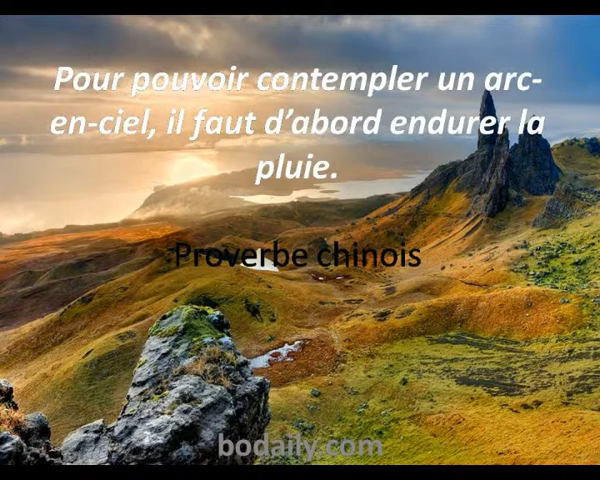 Pour pouvoir contempler un arc-
en-ciel, il faut d’abord endurer la
pluie.
Proverbe chinois
bodaily.com